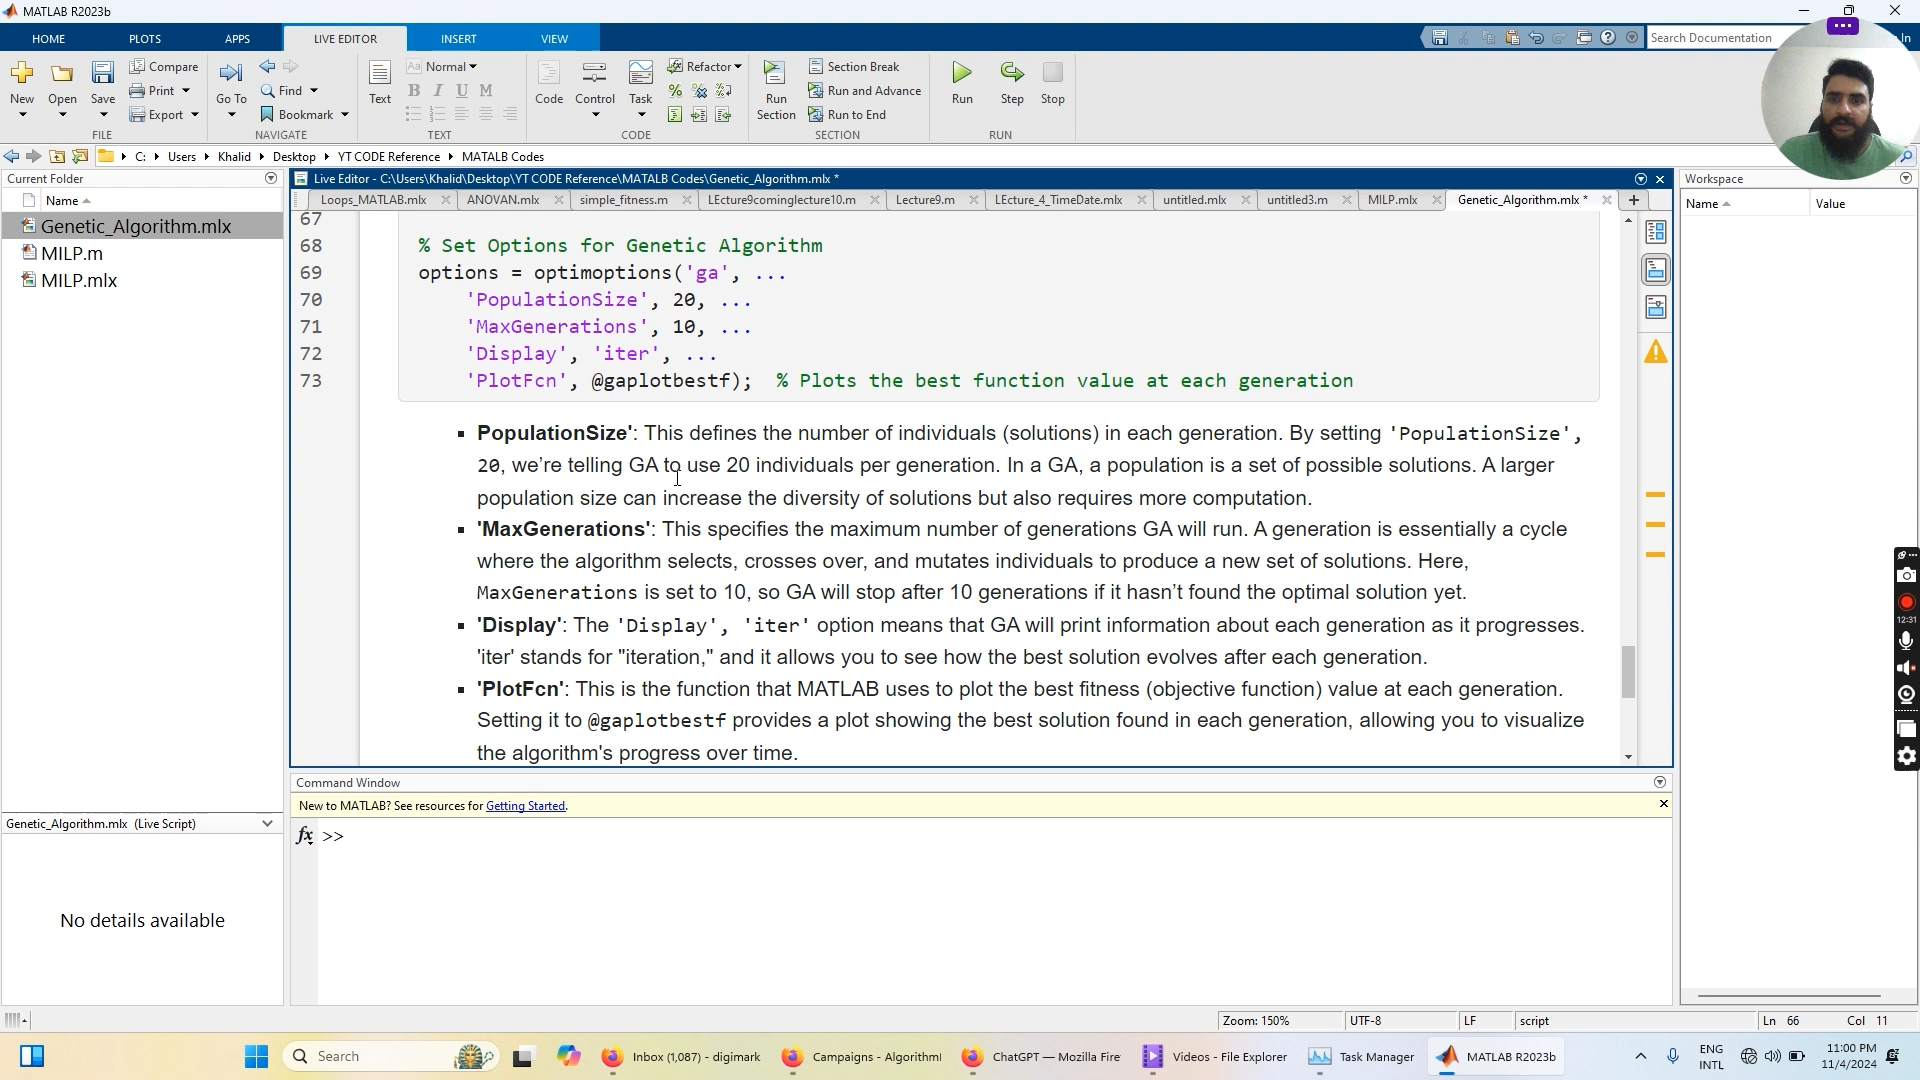 MATLAB R2023b
HOME PLOTS APPS LIVE EDITOR INSERT VIEW
Search Documentation
In
New Open Save Compare Print Export
Go To Find Bookmark
Text Aa Normal B I U M
Code Control Task Refactor
Run Section Section Break Run and Advance Run to End
Run Step Stop
FILE NAVIGATE TEXT CODE SECTION RUN
C: Users Khalid Desktop YT CODE Reference MATALB Codes
Current Folder
Name
Genetic_Algorithm.mlx
MILP.m
MILP.mlx
Genetic_Algorithm.mlx (Live Script)
No details available
Live Editor - C:\Users\Khalid\Desktop\YT CODE Reference\MATALB Codes\Genetic_Algorithm.mlx *
Loops_MATLAB.mlx ANOVAN.mlx simple_fitness.m LEcture9cominglecture10.m Lecture9.m LEcture_4_TimeDate.mlx untitled.mlx untitled3.m MILP.mlx Genetic_Algorithm.mlx *
67
68 % Set Options for Genetic Algorithm
69 options = optimoptions('ga', ...
70 'PopulationSize', 20, ...
71 'MaxGenerations', 10, ...
72 'Display', 'iter', ...
73 'PlotFcn', @gaplotbestf); % Plots the best function value at each generation
▪ PopulationSize': This defines the number of individuals (solutions) in each generation. By setting 'PopulationSize',
20, we’re telling GA to use 20 individuals per generation. In a GA, a population is a set of possible solutions. A larger
population size can increase the diversity of solutions but also requires more computation.
▪ 'MaxGenerations': This specifies the maximum number of generations GA will run. A generation is essentially a cycle
where the algorithm selects, crosses over, and mutates individuals to produce a new set of solutions. Here,
MaxGenerations is set to 10, so GA will stop after 10 generations if it hasn’t found the optimal solution yet.
▪ 'Display': The 'Display', 'iter' option means that GA will print information about each generation as it progresses.
'iter' stands for "iteration," and it allows you to see how the best solution evolves after each generation.
▪ 'PlotFcn': This is the function that MATLAB uses to plot the best fitness (objective function) value at each generation.
Setting it to @gaplotbestf provides a plot showing the best solution found in each generation, allowing you to visualize
the algorithm's progress over time.
Command Window
New to MATLAB? See resources for Getting Started.
fx >>
Workspace
Name Value
12:31
Zoom: 150% UTF-8 LF script Ln 66 Col 11
Search
Inbox (1,087) - digimark
Campaigns - Algorithm
ChatGPT — Mozilla Fire
Videos - File Explorer
Task Manager
MATLAB R2023b
ENG
INTL
11:00 PM
11/4/2024